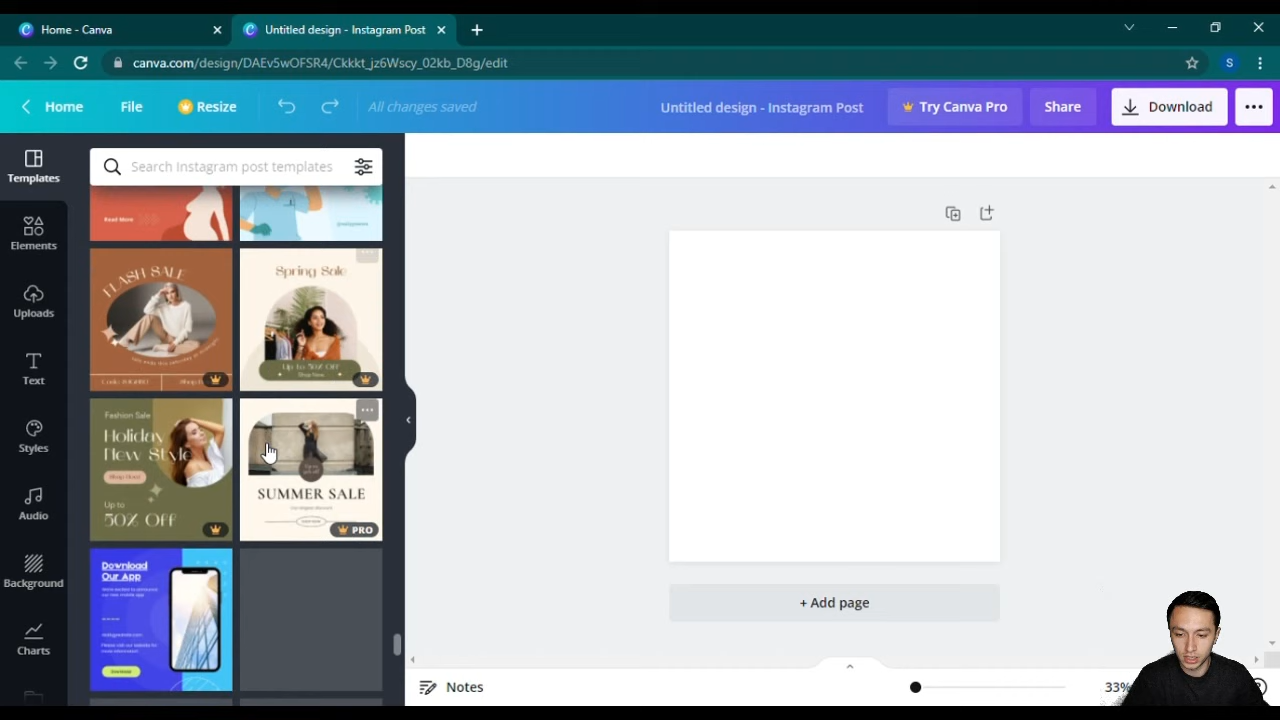 Home - Canva
Untitled design - Instagram Post
canva.com/design/DAEv5wOFSR4/Ckkkt_jz6Wscy_02kb_D8g/edit
S
Home
File
Resize
All changes saved
Untitled design - Instagram Post
Try Canva Pro
Share
Download
Templates
Elements
Uploads
Text
Styles
Audio
Background
Charts
Search Instagram post templates
Read More
FLASH SALE
Spring Sale
Up to 50% Off
Shop Now
Fashion Sale
Holiday
New Style
Shop Now
Up to
50% Off
SUMMER SALE
PRO
Download
Our App
+ Add page
Notes
33%